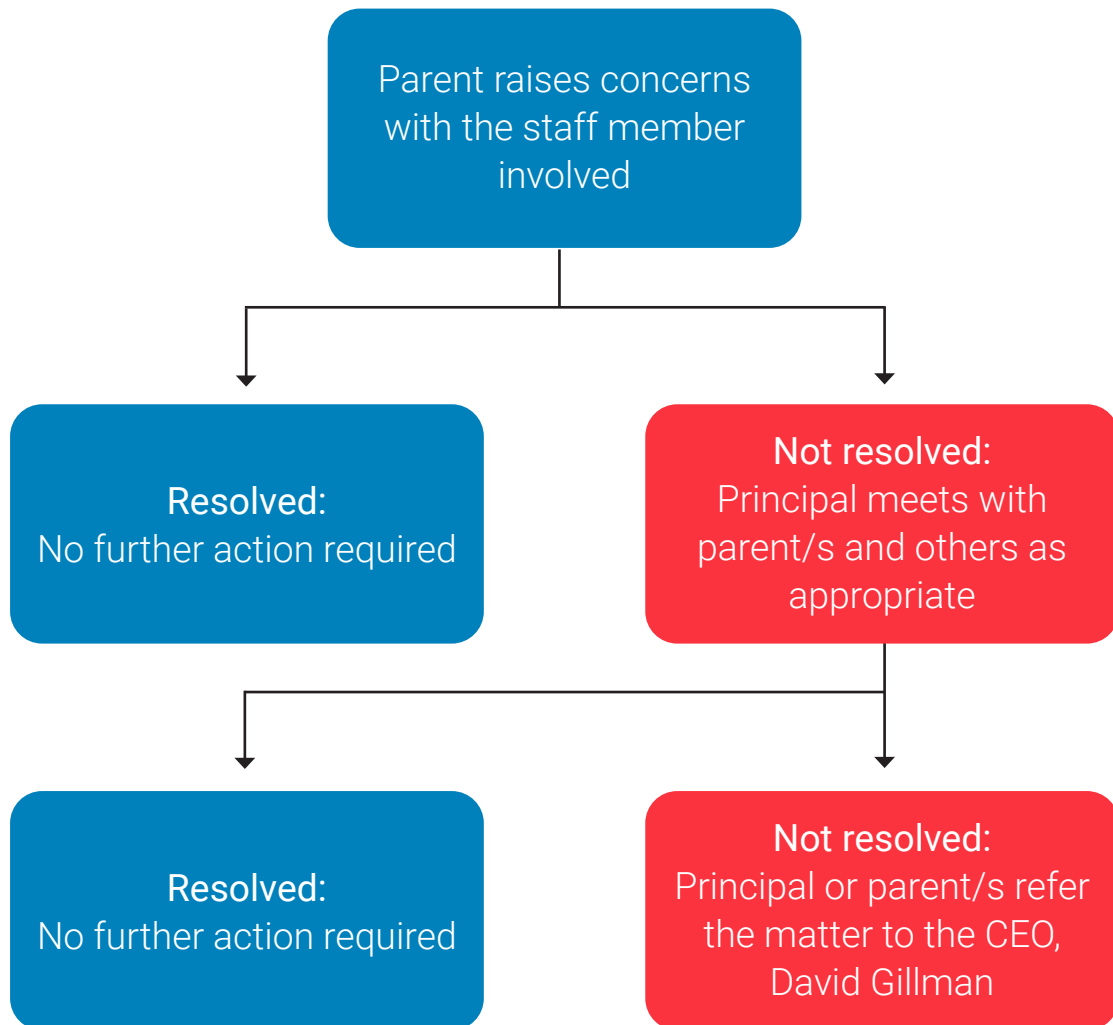 Parent raises concerns
with the staff member
involved
Resolved:
No further action required
Not resolved:
Principal meets with
parent/s and others as
appropriate
Resolved:
No further action required
Not resolved:
Principal or parent/s refer
the matter to the CEO,
David Gillman